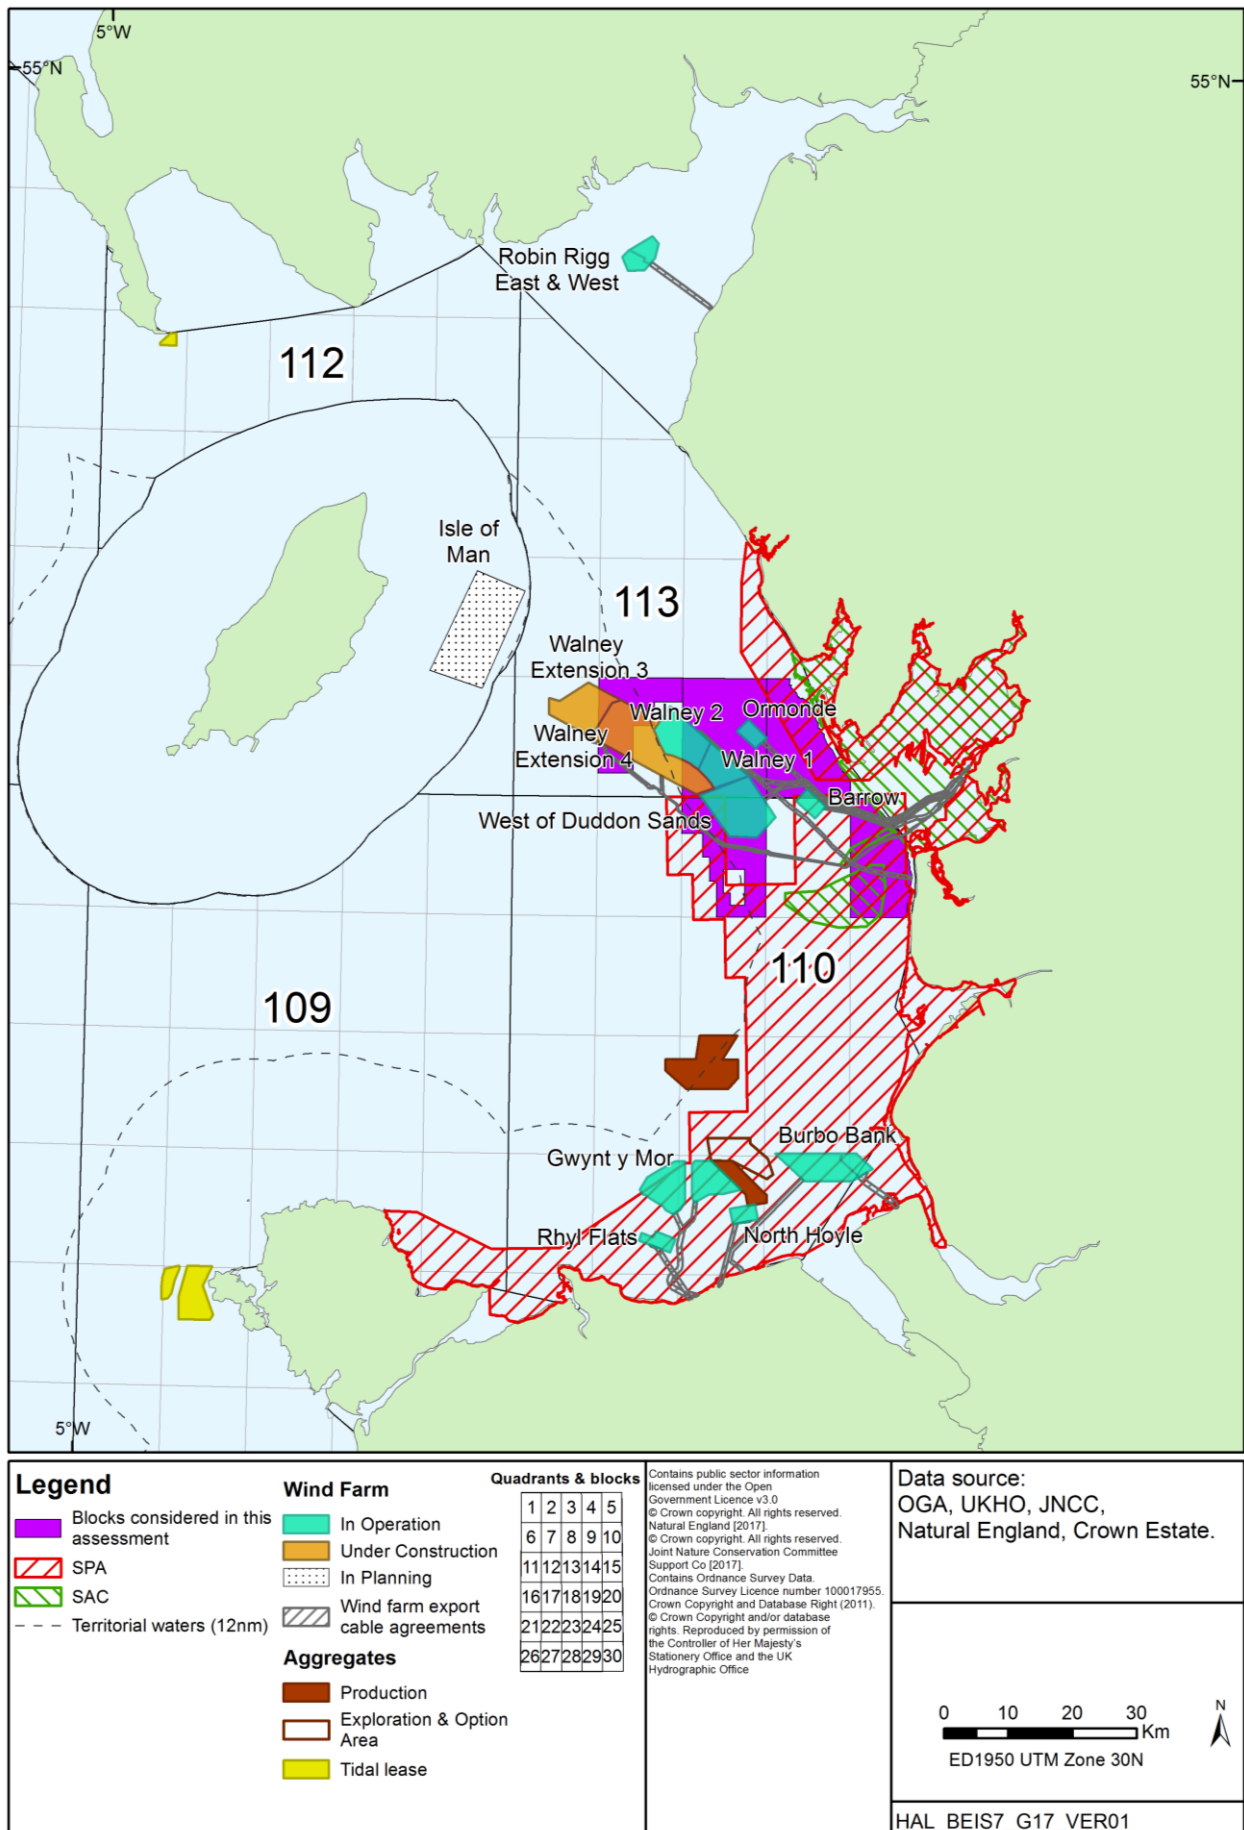 5°W
55°N
55°N
Robin Rigg
East & West
112
Isle of
Man
113
Walney
Extension 3
Walney 2
Ormonde
Walney
Extension 4
Walney 1
Barrow
West of Duddon Sands
110
109
Burbo Bank
Gwynt y Mor
Rhyl Flats
North Hoyle
5°W
Legend
Blocks considered in this
assessment
SPA
SAC
Territorial waters (12nm)
Wind Farm
In Operation
Under Construction
In Planning
Wind farm export
cable agreements
Aggregates
Production
Exploration & Option
Area
Tidal lease
Quadrants & blocks
1 2 3 4 5
6 7 8 9 10
11 12 13 14 15
16 17 18 19 20
21 22 23 24 25
26 27 28 29 30
Contains public sector information
licensed under the Open
Government Licence v3.0
© Crown copyright. All rights reserved.
Natural England [2017].
© Crown copyright. All rights reserved.
Joint Nature Conservation Committee
Support Co [2017].
Contains Ordnance Survey Data.
Ordnance Survey Licence number 100017955.
Crown Copyright and Database Right (2011).
© Crown Copyright and/or database
rights. Reproduced by permission of
the Controller of Her Majesty's
Stationery Office and the UK
Hydrographic Office
Data source:
OGA, UKHO, JNCC,
Natural England, Crown Estate.
0 10 20 30
Km
N
ED1950 UTM Zone 30N
HAL_BEIS7_G17_VER01